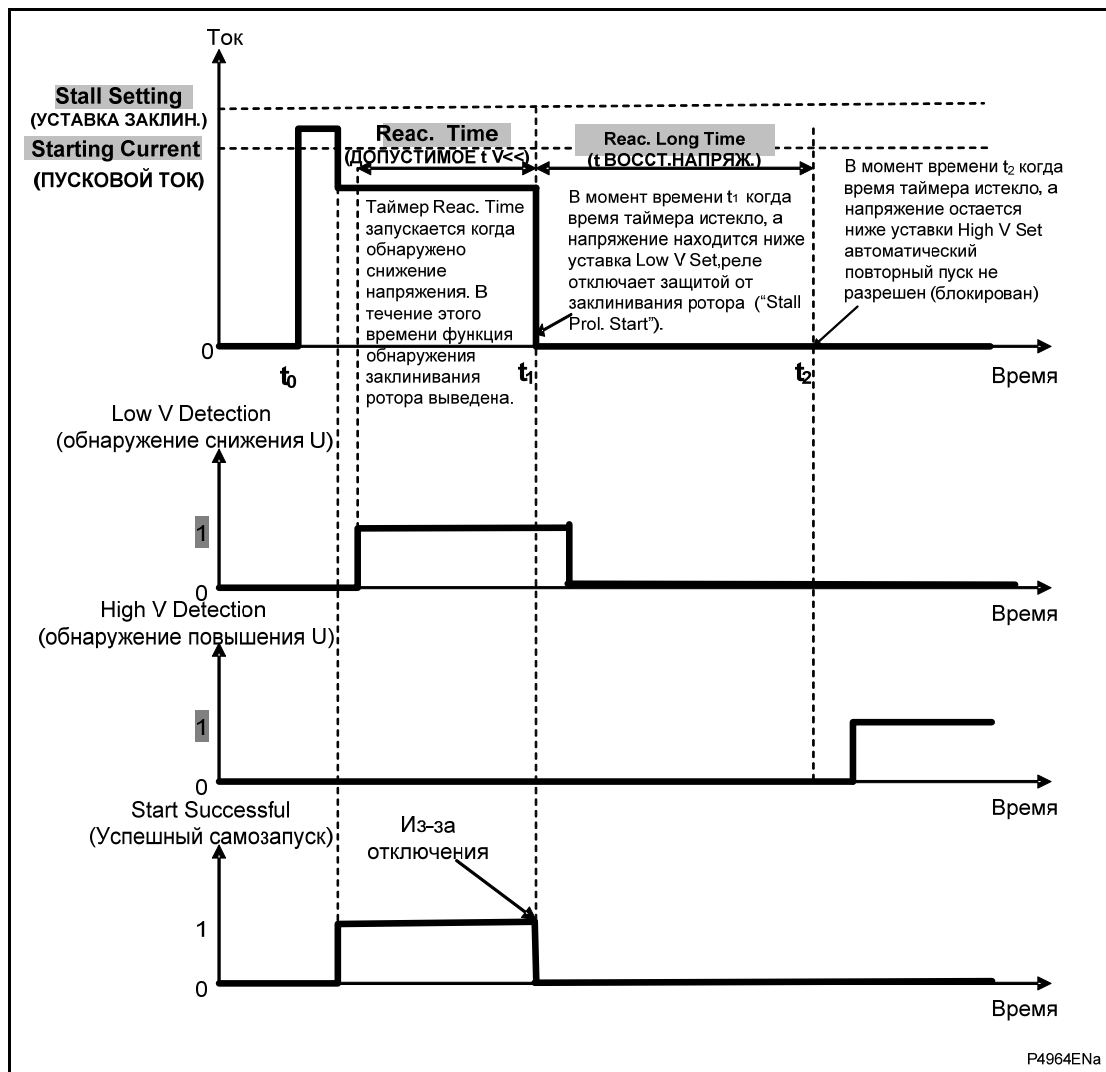 Ток
Stall Setting
(УСТАВКА ЗАКЛИН.)
Starting Current
(ПУСКОВОЙ ТОК)
Reac. Time
(ДОПУСТИМОЕ t V<<)
Reac. Long Time
(t ВОССТ.НАПРЯЖ.)
Таймер Reac. Time
запускается когда
обнаружено
снижение
напряжения. В
течение этого
времени функция
обнаружения
заклинивания
ротора выведена.
В момент времени t₁ когда
время таймера истекло, а
напряжение находится ниже
уставка Low V Set,реле
отключает защитой от
заклинивания ротора (“Stall
Prol. Start”).
В момент времени t₂ когда
время таймера истекло, а
напряжение остается
ниже уставки High V Set
автоматический
повторный пуск не
разрешен (блокирован)
0
t₀
t₁
t₂
Время
Low V Detection
(обнаружение снижения U)
1
0
Время
High V Detection
(обнаружение повышения U)
1
0
Время
Start Successful
(Успешный самозапуск)
Из-за
отключения
1
0
Время
P4964ENa